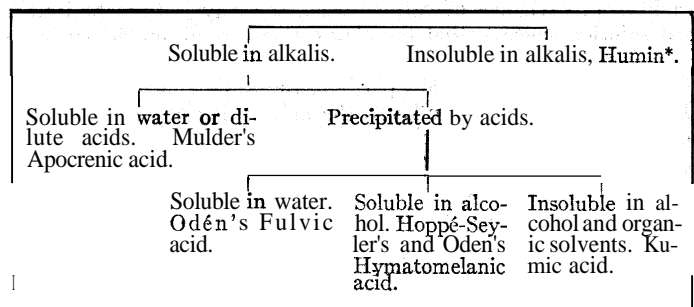 Soluble in alkalis. Insoluble in alkalis, Humin*.
Soluble in water or di-
lute acids. Mulder's
Apocrenic acid.
Precipitated by acids.
Soluble in water.
Odén's Fulvic
acid.
Soluble in alco-
hol. Hoppé-Sey-
ler's and Oden's
Hymatomelanic
acid.
Insoluble in al-
cohol and organ-
ic solvents. Ku-
mic acid.